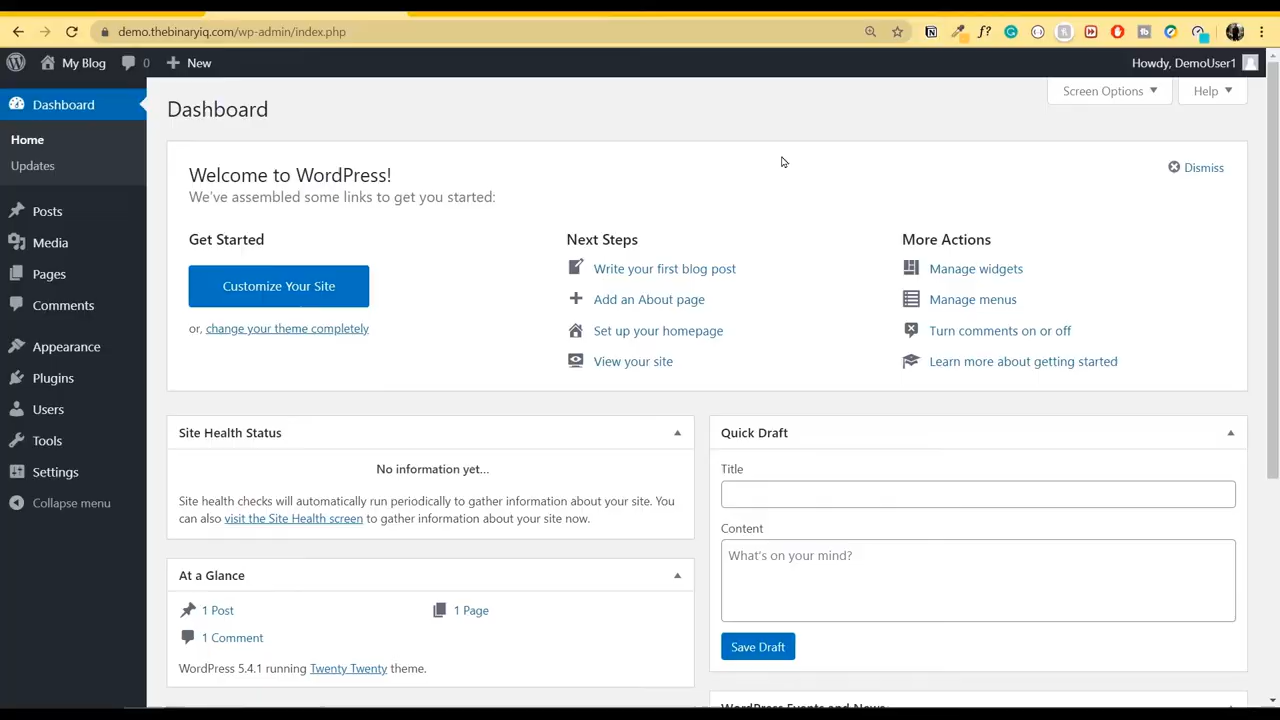 demo.thebinaryiq.com/wp-admin/index.php
f?
My Blog
0
New
Howdy, DemoUser1
Dashboard
Home
Updates
Posts
Media
Pages
Comments
Appearance
Plugins
Users
Tools
Settings
Collapse menu
Dashboard
Screen Options
Help
Welcome to WordPress!
We've assembled some links to get you started:
Dismiss
Get Started
Customize Your Site
or, change your theme completely
Next Steps
Write your first blog post
Add an About page
Set up your homepage
View your site
More Actions
Manage widgets
Manage menus
Turn comments on or off
Learn more about getting started
Site Health Status
No information yet...
Site health checks will automatically run periodically to gather information about your site. You
can also visit the Site Health screen to gather information about your site now.
At a Glance
1 Post
1 Page
1 Comment
WordPress 5.4.1 running Twenty Twenty theme.
Quick Draft
Title
Content
What's on your mind?
Save Draft
WordPress Events and News